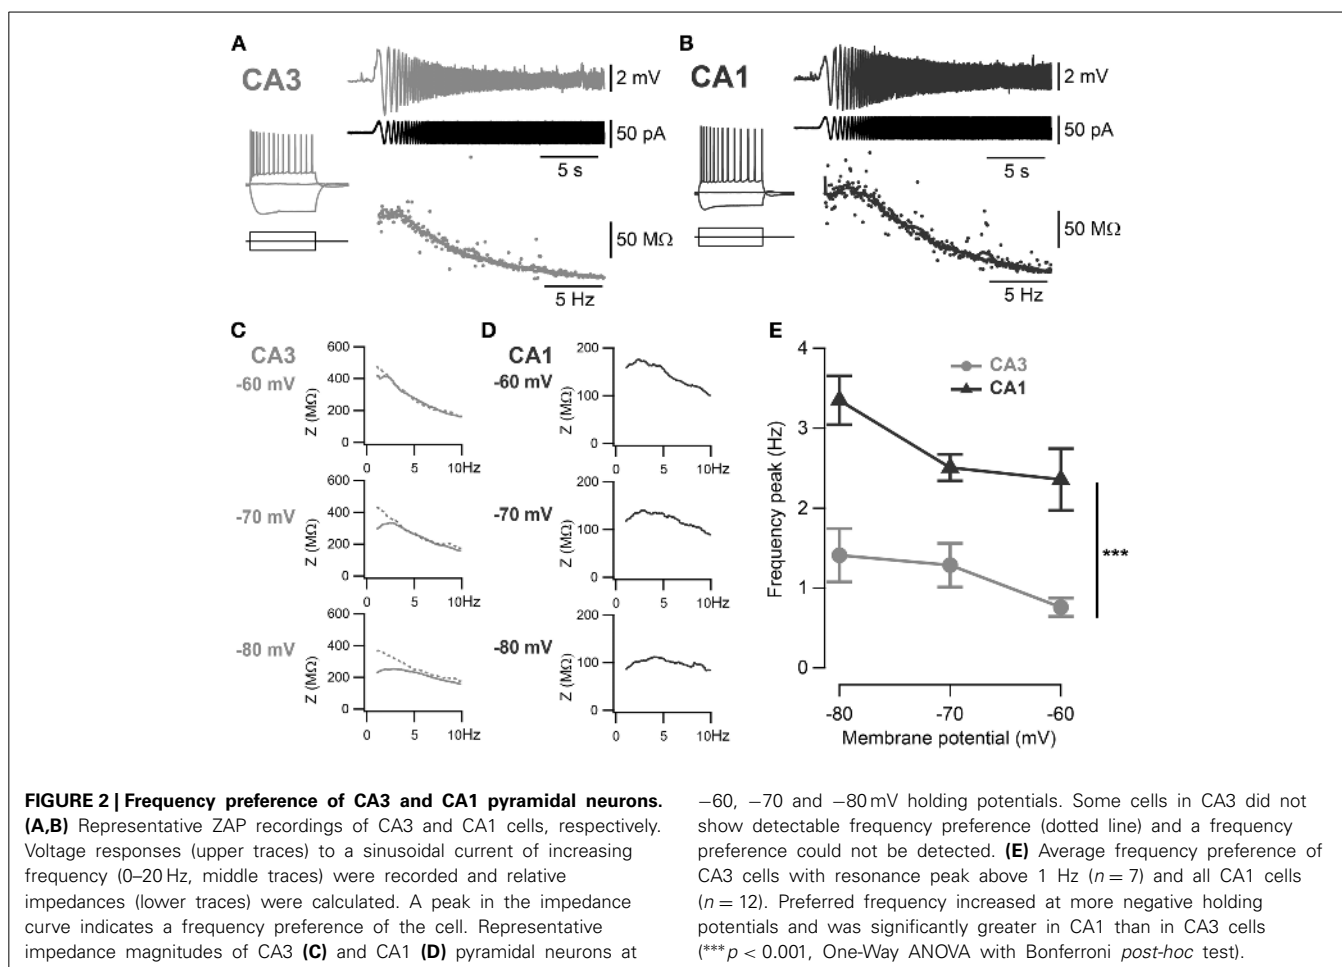 A
CA3
2 mV
50 pA
5 s
50 MΩ
5 Hz
B
CA1
2 mV
50 pA
5 s
50 MΩ
5 Hz
C
CA3
-60 mV
Z (MΩ)
600
400
200
0
0 5 10Hz
-70 mV
Z (MΩ)
600
400
200
0
0 5 10Hz
-80 mV
Z (MΩ)
600
400
200
0
0 5 10Hz
D
CA1
-60 mV
Z (MΩ)
200
100
0
0 5 10Hz
-70 mV
Z (MΩ)
200
100
0
0 5 10Hz
-80 mV
Z (MΩ)
200
100
0
0 5 10Hz
E
CA3
CA1
Frequency peak (Hz)
4
3
2
1
0
***
-80 -70 -60
Membrane potential (mV)
FIGURE 2 | Frequency preference of CA3 and CA1 pyramidal neurons.
(A,B) Representative ZAP recordings of CA3 and CA1 cells, respectively.
Voltage responses (upper traces) to a sinusoidal current of increasing
frequency (0–20 Hz, middle traces) were recorded and relative
impedances (lower traces) were calculated. A peak in the impedance
curve indicates a frequency preference of the cell. Representative
impedance magnitudes of CA3 (C) and CA1 (D) pyramidal neurons at
−60, −70 and −80 mV holding potentials. Some cells in CA3 did not
show detectable frequency preference (dotted line) and a frequency
preference could not be detected. (E) Average frequency preference of
CA3 cells with resonance peak above 1 Hz (n = 7) and all CA1 cells
(n = 12). Preferred frequency increased at more negative holding
potentials and was significantly greater in CA1 than in CA3 cells
(***p < 0.001, One-Way ANOVA with Bonferroni post-hoc test).